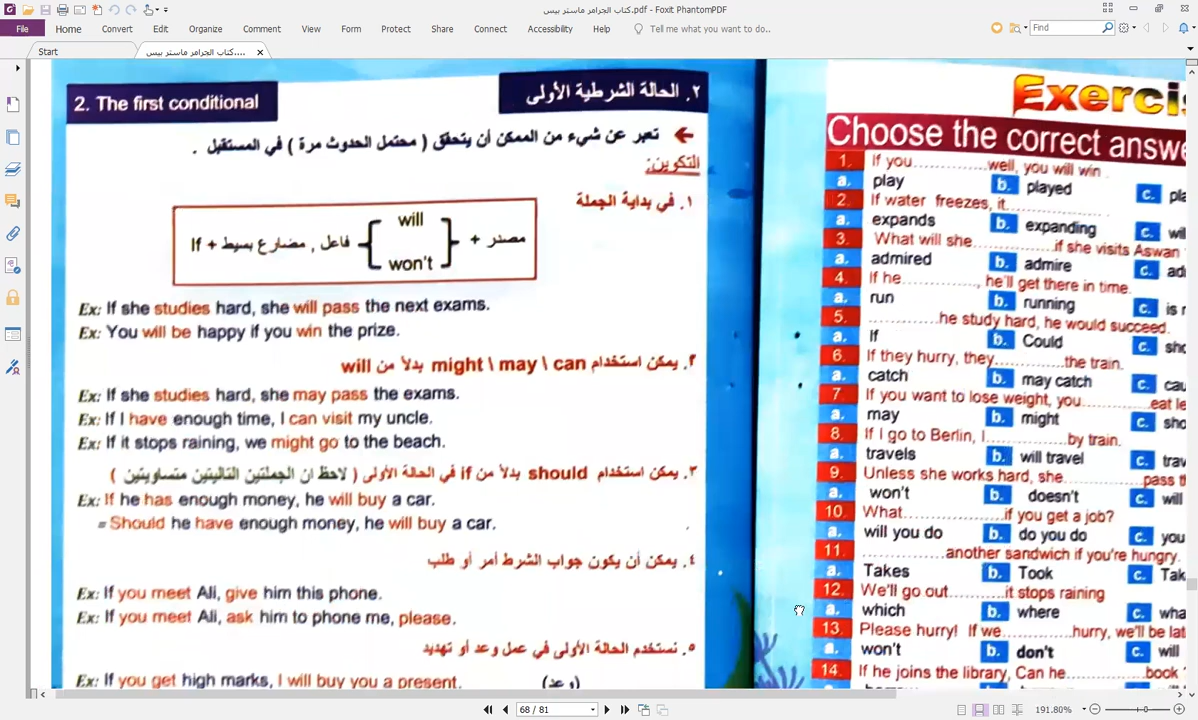 كتاب الجرامر ماستر بيس.pdf - Foxit PhantomPDF
File Home Convert Edit Organize Comment View Form Protect Share Connect Accessibility Help Tell me what you want to do.. Find
Start كتاب الجرامر ماستر بيس....
2. The first conditional
٢. الحالة الشرطية الأولى
تعبر عن شيء من الممكن أن يتحقق ( محتمل الحدوث مرة ) في المستقبل .
التكوين:
١. في بداية الجملة
If + مضارع بسيط , فاعل { will won't } + مصدر
Ex: If she studies hard, she will pass the next exams.
Ex: You will be happy if you win the prize.
٢. يمكن استخدام might \ may \ can بدلاً من will
Ex: If she studies hard, she may pass the exams.
Ex: If I have enough time, I can visit my uncle.
Ex: If it stops raining, we might go to the beach.
٣. يمكن استخدام should بدلاً من if في الحالة الأولى ( لاحظ ان الجملتين التاليتين متساويتين )
Ex: If he has enough money, he will buy a car.
= Should he have enough money, he will buy a car.
٤. يمكن أن يكون جواب الشرط أمر أو طلب
Ex: If you meet Ali, give him this phone.
Ex: If you meet Ali, ask him to phone me, please.
٥. نستخدم الحالة الأولى في عمل وعد أو تهديد
Ex: If you get high marks, I will buy you a present. (وعد)
Exerci
Choose the correct answe
1. If you..............well, you will win .
a. play b. played c. pla
2. If water freezes, it..............
a. expands b. expanding c. wil
3. What will she..............if she visits Aswan
a. admired b. admire c. ad
4. If he.............., he'll get there in time.
a. run b. running c. is r
5. ..............he study hard, he would succeed.
a. If b. Could c. sho
6. If they hurry, they..............the train.
a. catch b. may catch c. cau
7. If you want to lose weight, you..............eat le
a. may b. might c. sho
8. If I go to Berlin, I..............by train.
a. travels b. will travel c. trav
9. Unless she works hard, she..............pass th
a. won't b. doesn't c. will
10. What..............if you get a job?
a. will you do b. do you do c. you
11. ..............another sandwich if you're hungry.
a. Takes b. Took c. Tak
12. We'll go out..............it stops raining
a. which b. where c. wha
13. Please hurry! If we..............hurry, we'll be lat
a. won't b. don't c. will
14. If he joins the library, Can he..............book
68 / 81 191.80%